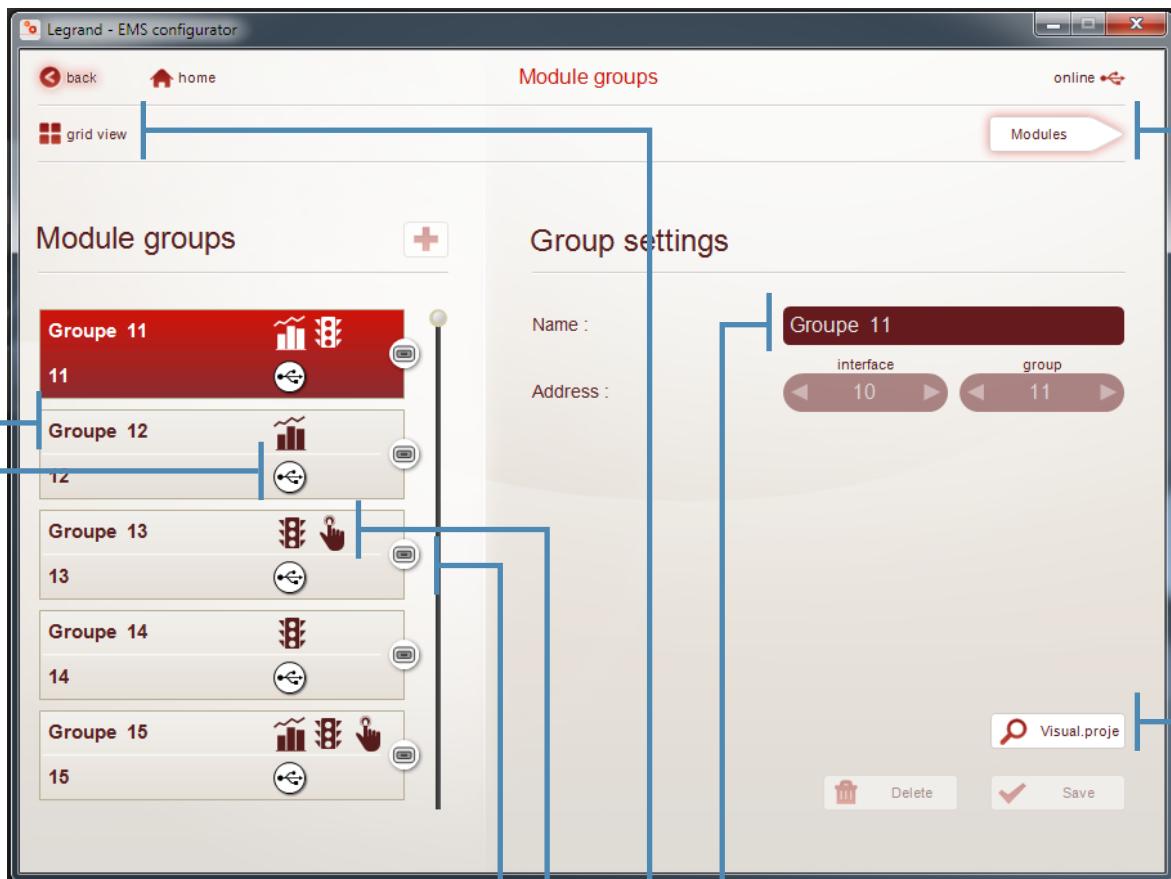 Legrand - EMS configurator
back
home
Module groups
online
grid view
Modules
Module groups
Group settings
Groupe 11
11
Groupe 12
12
Groupe 13
13
Groupe 14
14
Groupe 15
15
Name :
Groupe 11
interface
group
Address :
10
11
Visual.proje
Delete
Save